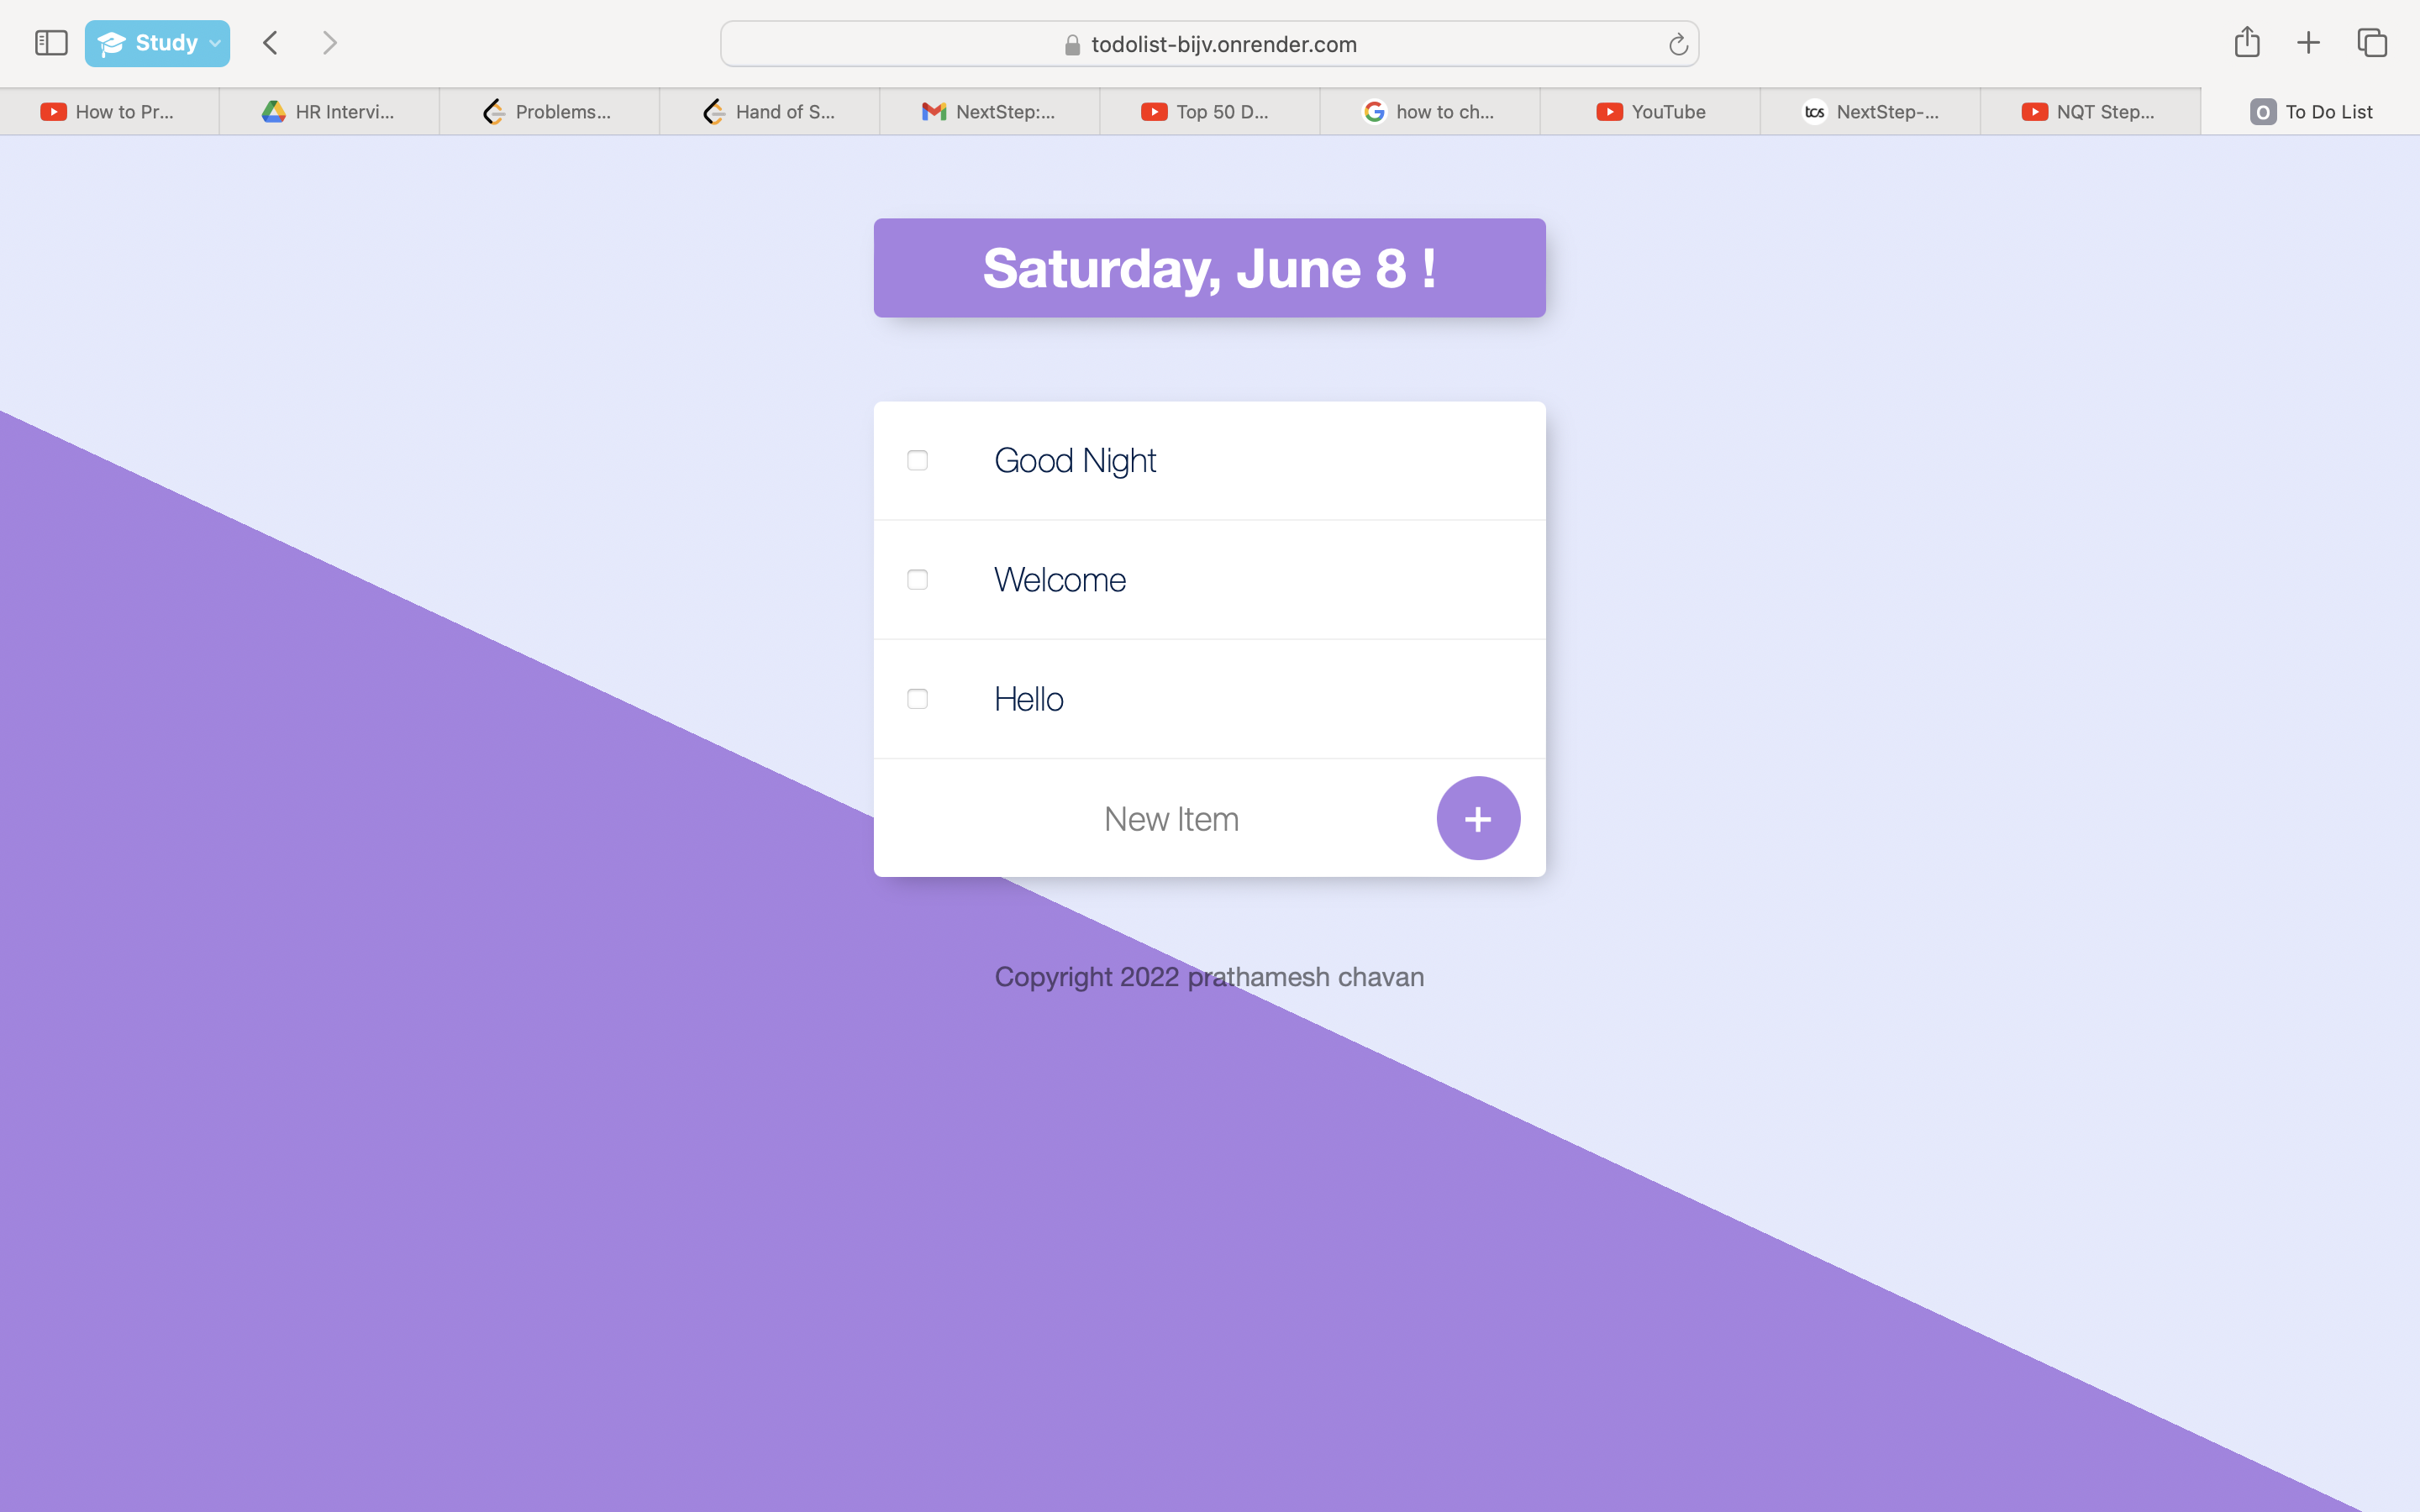 Study
todolist-bijv.onrender.com
How to Pr...
HR Intervi...
Problems...
Hand of S...
NextStep:...
Top 50 D...
how to ch...
YouTube
tcs NextStep-...
NQT Step...
O To Do List
Saturday, June 8 !
Good Night
Welcome
Hello
New Item
+
Copyright 2022 prathamesh chavan